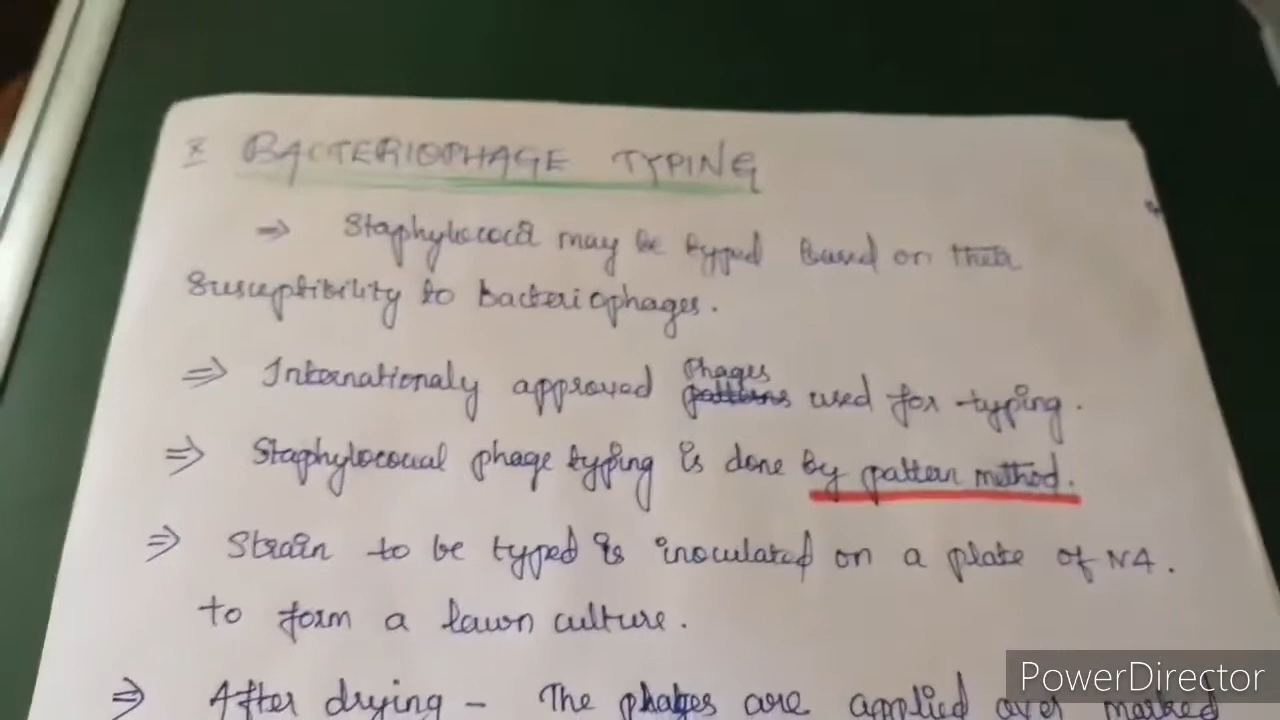 x BACTERIOPHAGE TYPING
⇒ Staphylococci may be typed based on their
susceptibility to bacteriophages.
⇒ Internationaly approved phages used for typing.
⇒ Staphylococcal phage typing is done by pattern method.
⇒ Strain to be typed is inoculated on a plate of NA.
to form a lawn culture.
⇒ After drying - The phages are applied over marked
PowerDirector